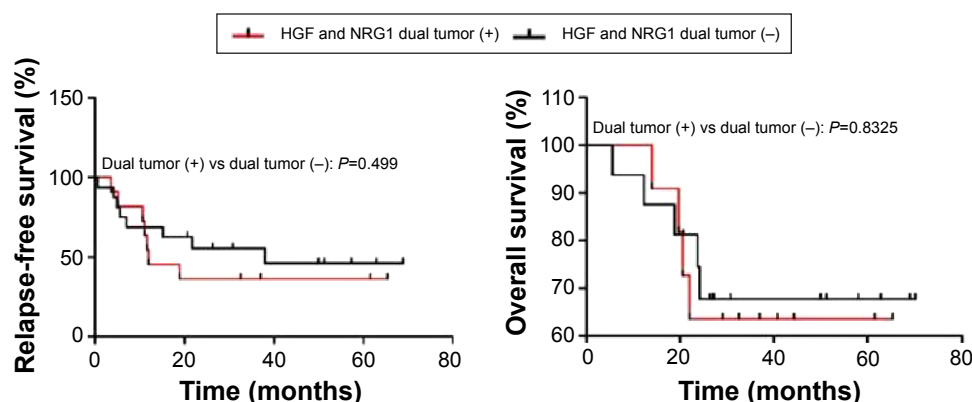 HGF and NRG1 dual tumor (+) HGF and NRG1 dual tumor (–)
Relapse-free survival (%)
150
100
50
0
Dual tumor (+) vs dual tumor (–): P=0.499
0 20 40 60 80
Time (months)
Overall survival (%)
110
100
90
80
70
60
Dual tumor (+) vs dual tumor (–): P=0.8325
0 20 40 60 80
Time (months)